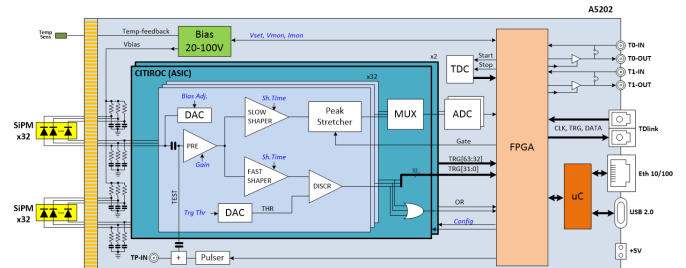 A5202
Temp
Sens
Temp-feedback
Bias
20-100V
Vset, Vmon, Imon
Vbias
T0-IN
T0-OUT
T1-IN
T1-OUT
x2
Start
Stop
TDC
CITIROC (ASIC)
x32
Bias Adj.
DAC
Sh.Time
SLOW
SHAPER
Peak
Stretcher
MUX
ADC
FPGA
SiPM
x32
PRE
Gain
Gate
CLK, TRG, DATA
TDlink
Sh.Time
FAST
SHAPER
DISCR
TRG[63:32]
TRG[31:0]
32
Eth 10/100
uC
TEST
Trg Thr
DAC
THR
OR
Config
USB 2.0
SiPM
x32
TP-IN
+
Pulser
+5V